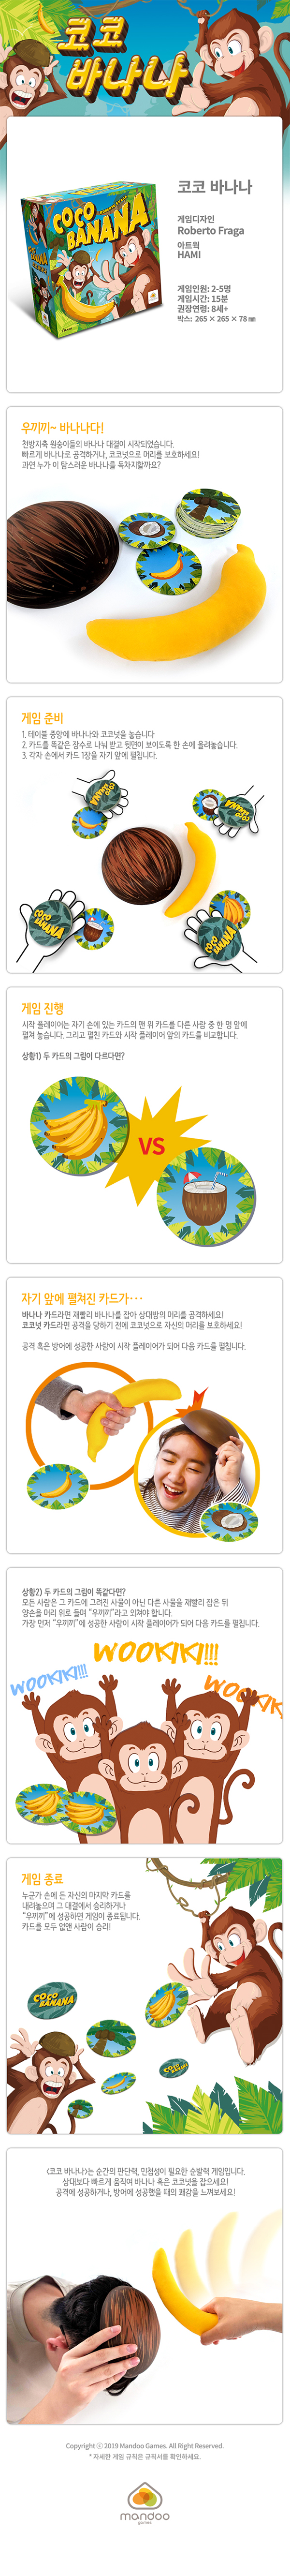 코코
바나나
COCO
BANANA
코코 바나나
게임디자인
Roberto Fraga
아트웍
HAMI
게임인원: 2-5명
게임시간: 15분
권장연령: 8세+
박스: 265 × 265 × 78 ㎜
우끼끼~ 바나나다!
천방지축 원숭이들의 바나나 대결이 시작되었습니다.
빠르게 바나나로 공격하거나, 코코넛으로 머리를 보호하세요!
과연 누가 이 탐스러운 바나나를 독차지할까요?
게임 준비
1. 테이블 중앙에 바나나와 코코넛을 놓습니다
2. 카드를 똑같은 장수로 나눠 받고 뒷면이 보이도록 한 손에 올려놓습니다.
3. 각자 손에서 카드 1장을 자기 앞에 펼칩니다.
COCO
BANANA
COCO
BANANA
COCO
BANANA
COCO
BANANA
게임 진행
시작 플레이어는 자기 손에 있는 카드의 맨 위 카드를 다른 사람 중 한 명 앞에
펼쳐 놓습니다. 그리고 펼친 카드와 시작 플레이어 앞의 카드를 비교합니다.
상황1) 두 카드의 그림이 다르다면?
VS
자기 앞에 펼쳐진 카드가···
바나나 카드라면 재빨리 바나나를 잡아 상대방의 머리를 공격하세요!
코코넛 카드라면 공격을 당하기 전에 코코넛으로 자신의 머리를 보호하세요!
공격 혹은 방어에 성공한 사람이 시작 플레이어가 되어 다음 카드를 펼칩니다.
상황2) 두 카드의 그림이 똑같다면?
모든 사람은 그 카드에 그려진 사물이 아닌 다른 사물을 재빨리 잡은 뒤
양손을 머리 위로 들며 “우끼끼”라고 외쳐야 합니다.
가장 먼저 “우끼끼”에 성공한 사람이 시작 플레이어가 되어 다음 카드를 펼칩니다.
WOOKIKI!!!
WOOKIKI!!!
WOOKIK
게임 종료
누군가 손에 든 자신의 마지막 카드를
내려놓으며 그 대결에서 승리하거나
“우끼끼”에 성공하면 게임이 종료됩니다.
카드를 모두 없앤 사람이 승리!
COCO
BANANA
COCO
BANANA
<코코 바나나>는 순간의 판단력, 민첩성이 필요한 순발력 게임입니다.
상대보다 빠르게 움직여 바나나 혹은 코코넛을 잡으세요!
공격에 성공하거나, 방어에 성공했을 때의 쾌감을 느껴보세요!
Copyright ⓒ 2019 Mandoo Games. All Right Reserved.
* 자세한 게임 규칙은 규칙서를 확인하세요.
mandoo
games